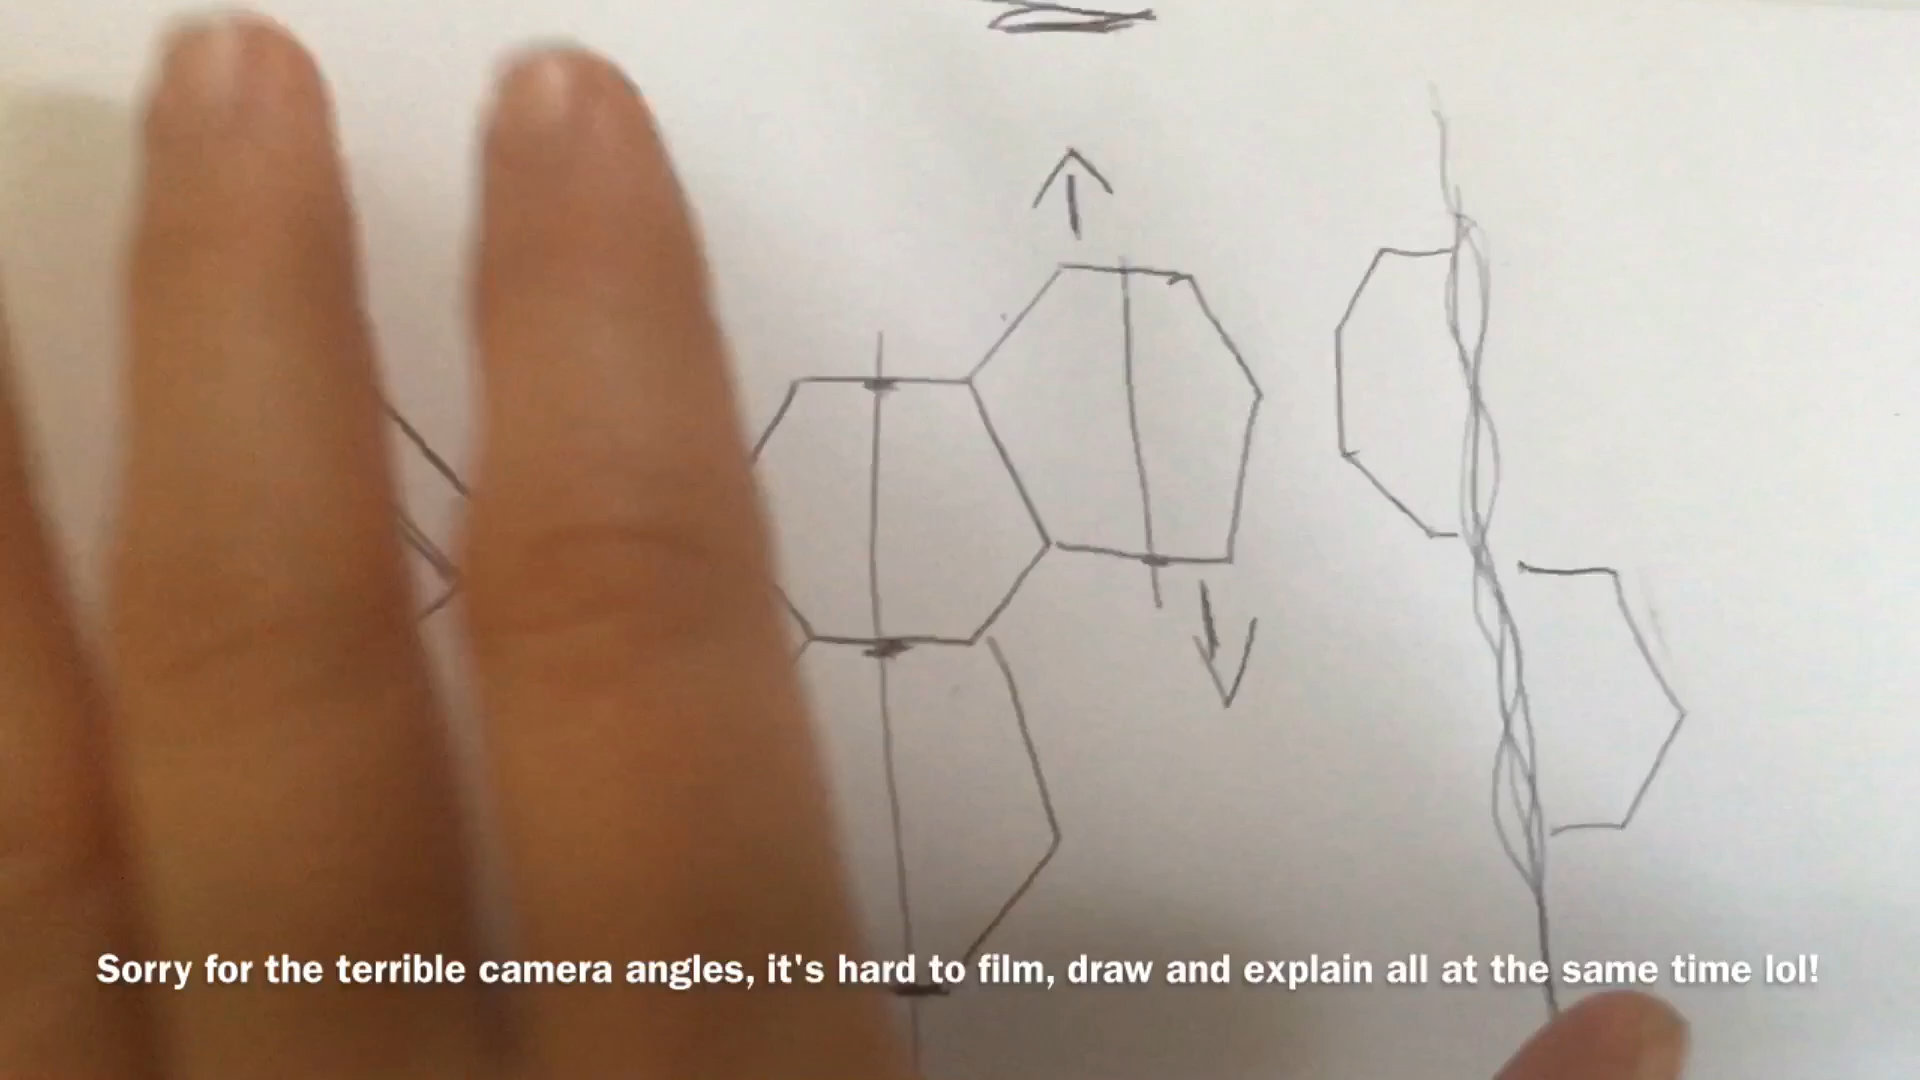 Sorry for the terrible camera angles, it's hard to film, draw and explain all at the same time lol!